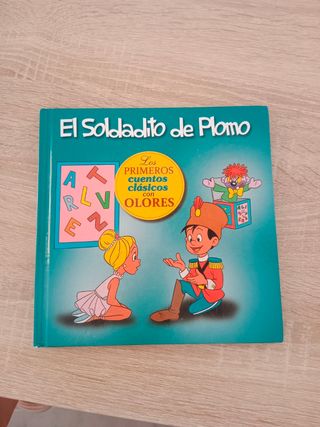 El Soldadito de Plomo
Los
PRIMEROS
cuentos
clásicos
con
OLORES
T
A L V
R N
E Z